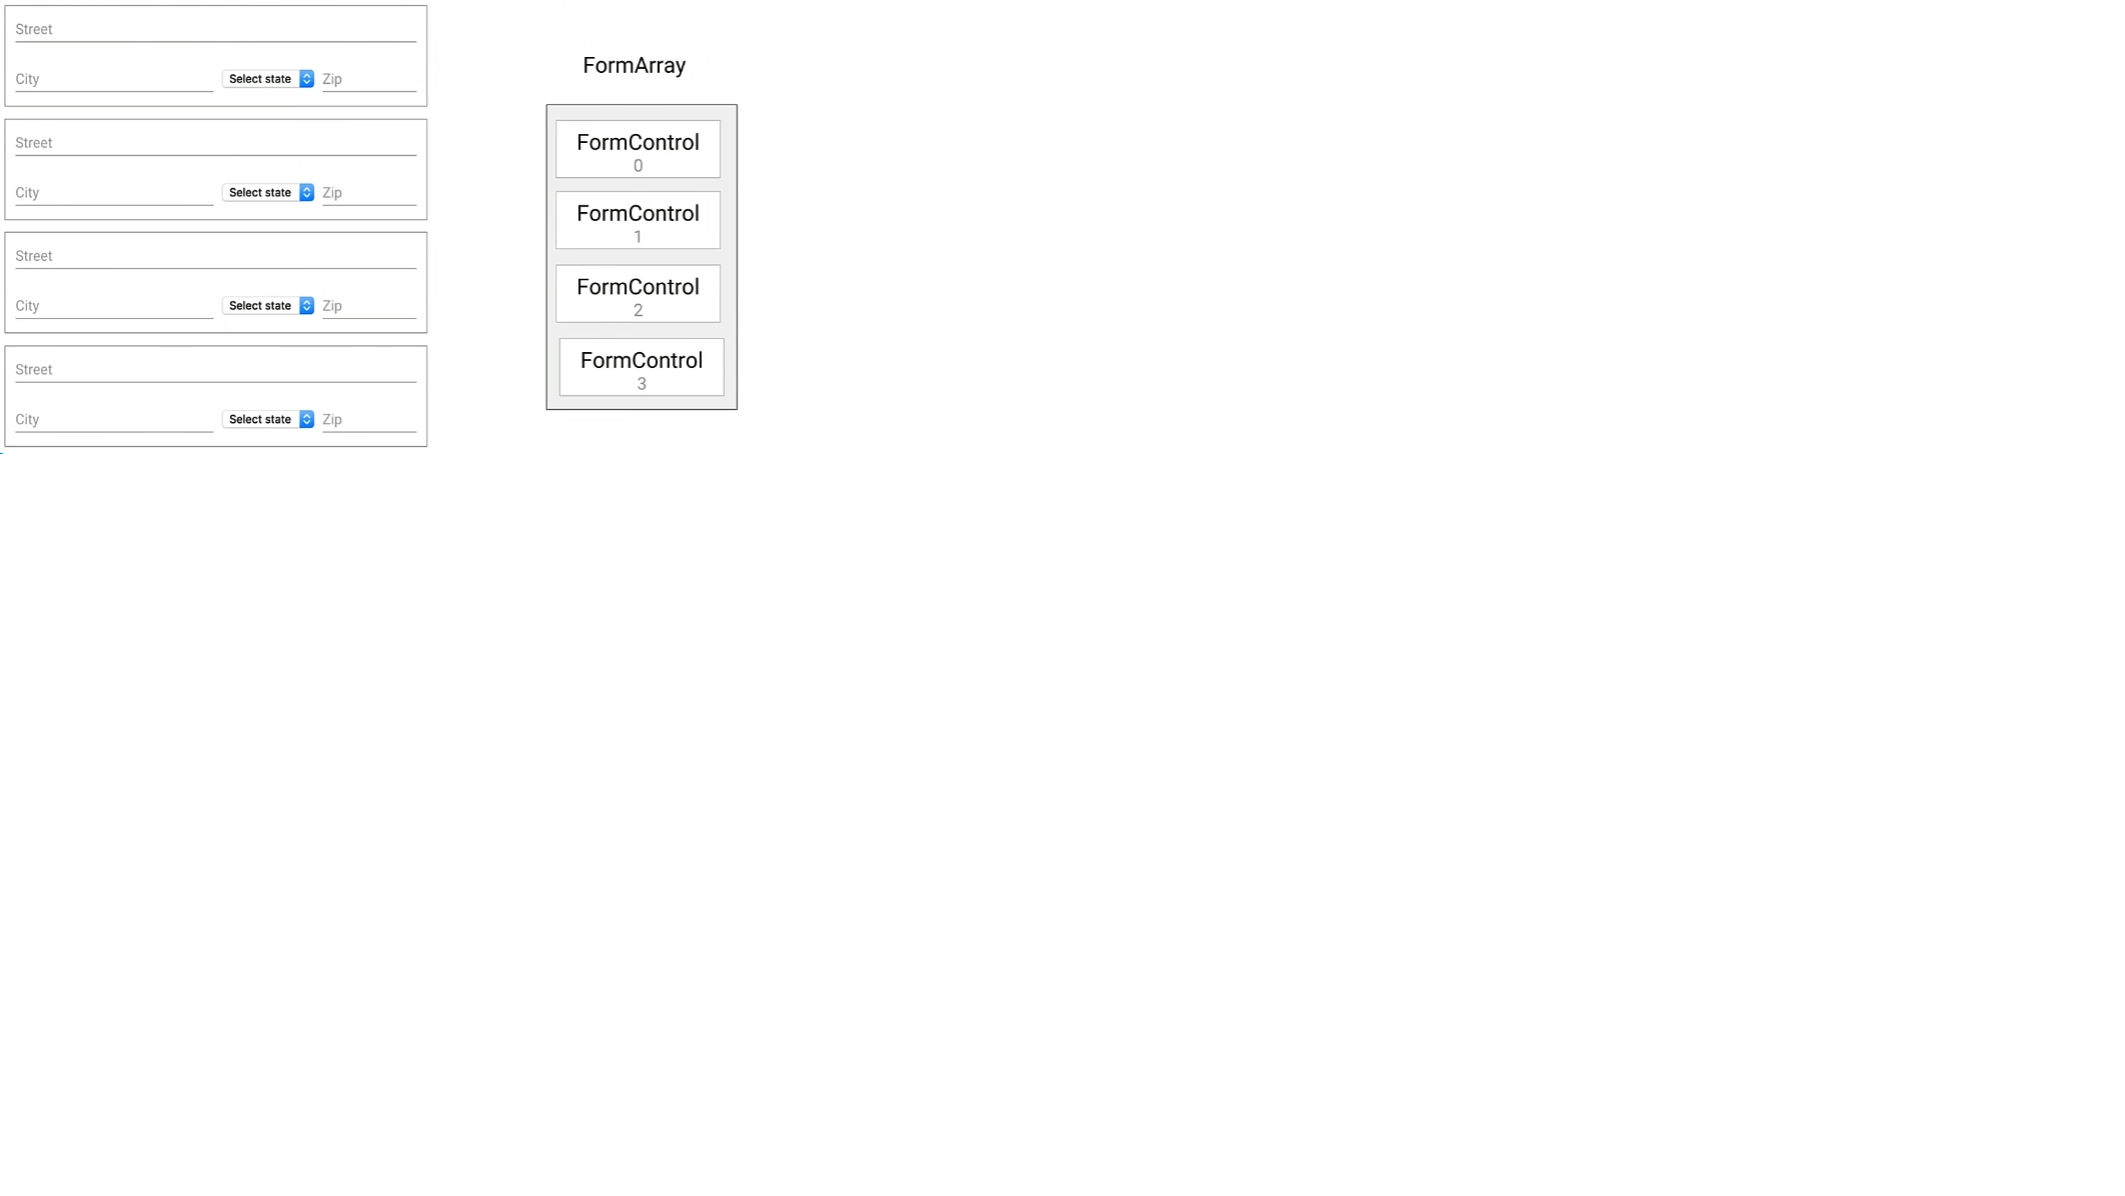 Street
City Select state Zip
Street
City Select state Zip
Street
City Select state Zip
Street
City Select state Zip
FormArray
FormControl
0
FormControl
1
FormControl
2
FormControl
3